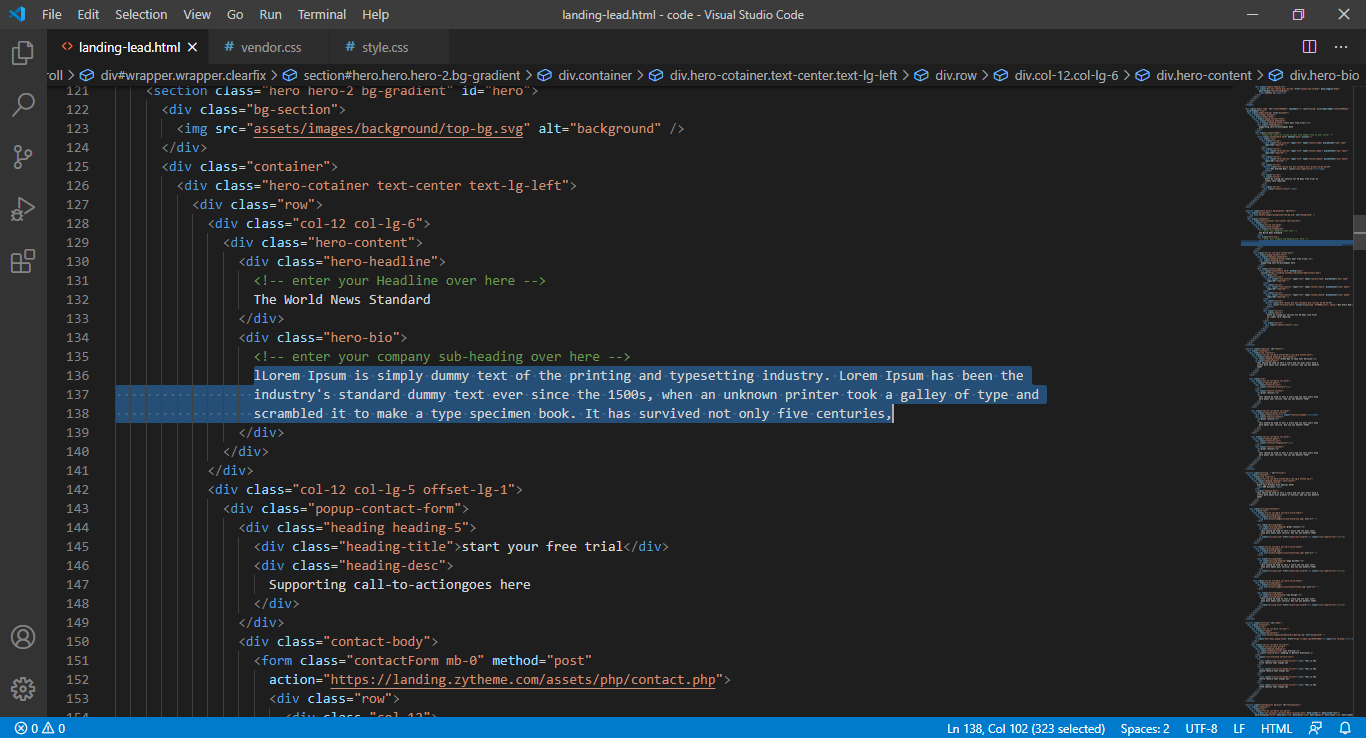 File Edit Selection View Go Run Terminal Help landing-lead.html - code - Visual Studio Code
<> landing-lead.html × # vendor.css # style.css
roll > div#wrapper.wrapper.clearfix > section#hero.hero.hero-2.bg-gradient > div.container > div.hero-cotainer.text-center.text-lg-left > div.row > div.col-12.col-lg-6 > div.hero-content > div.hero-bio
121 <section class="hero hero-2 bg-gradient" id="hero">
122 <div class="bg-section">
123 <img src="assets/images/background/top-bg.svg" alt="background" />
124 </div>
125 <div class="container">
126 <div class="hero-cotainer text-center text-lg-left">
127 <div class="row">
128 <div class="col-12 col-lg-6">
129 <div class="hero-content">
130 <div class="hero-headline">
131 <!-- enter your Headline over here -->
132 The World News Standard
133 </div>
134 <div class="hero-bio">
135 <!-- enter your company sub-heading over here -->
136 lLorem Ipsum is simply dummy text of the printing and typesetting industry. Lorem Ipsum has been the
137 industry's standard dummy text ever since the 1500s, when an unknown printer took a galley of type and
138 scrambled it to make a type specimen book. It has survived not only five centuries,
139 </div>
140 </div>
141 </div>
142 <div class="col-12 col-lg-5 offset-lg-1">
143 <div class="popup-contact-form">
144 <div class="heading heading-5">
145 <div class="heading-title">start your free trial</div>
146 <div class="heading-desc">
147 Supporting call-to-actiongoes here
148 </div>
149 </div>
150 <div class="contact-body">
151 <form class="contactForm mb-0" method="post"
152 action="https://landing.zytheme.com/assets/php/contact.php">
153 <div class="row">
154 <div class="col-12">
0 0 Ln 138, Col 102 (323 selected) Spaces: 2 UTF-8 LF HTML